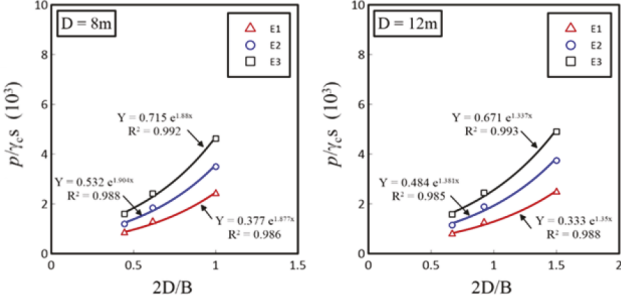 D = 8m
E1
E2
E3
Y = 0.715 e^1.88x
R² = 0.992
Y = 0.532 e^1.904x
R² = 0.988
0.377 e^1.877x
R² = 0.986
10
8
6
4
2
0
0
0.5
1
1.5
p/γcs (10³)
2D/B
D = 12m
E1
E2
E3
Y = 0.671 e^1.337x
R² = 0.993
Y = 0.484 e^1.381x
R² = 0.985
Y = 0.333 e^1.35x
R² = 0.988
10
8
6
4
2
0
0
0.5
1
1.5
2
p/γcs (10³)
2D/B